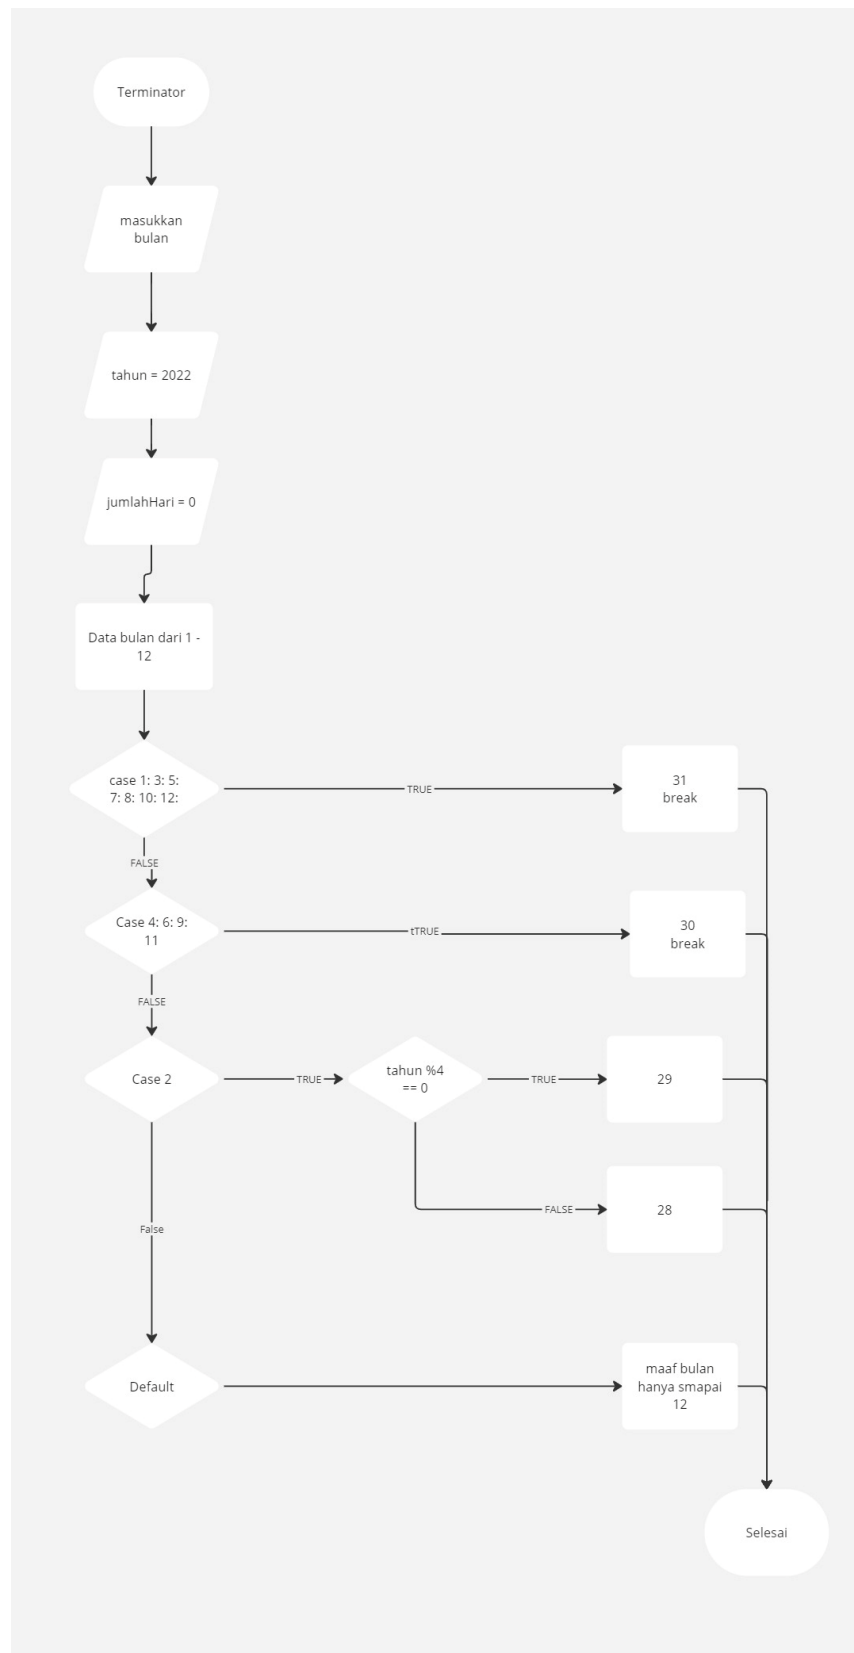 Terminator
masukkan
bulan
tahun = 2022
jumlahHari = 0
Data bulan dari 1 -
12
case 1: 3: 5:
7: 8: 10: 12:
TRUE
31
break
FALSE
Case 4: 6: 9:
11
tTRUE
30
break
FALSE
Case 2
TRUE
tahun %4
== 0
TRUE
29
FALSE
28
False
Default
maaf bulan
hanya smapai
12
Selesai